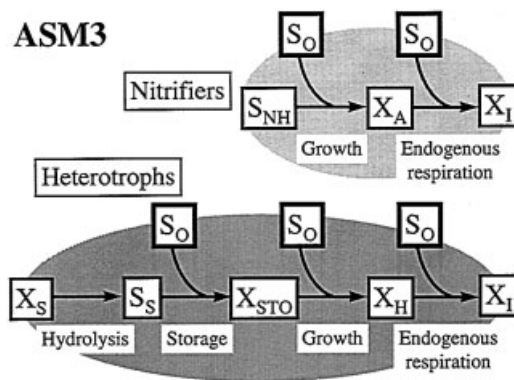 ASM3
S_O S_O
Nitrifiers
S_NH X_A X_I
Growth Endogenous
respiration
Heterotrophs
S_O S_O S_O
X_S S_S X_STO X_H X_I
Hydrolysis Storage Growth Endogenous
respiration